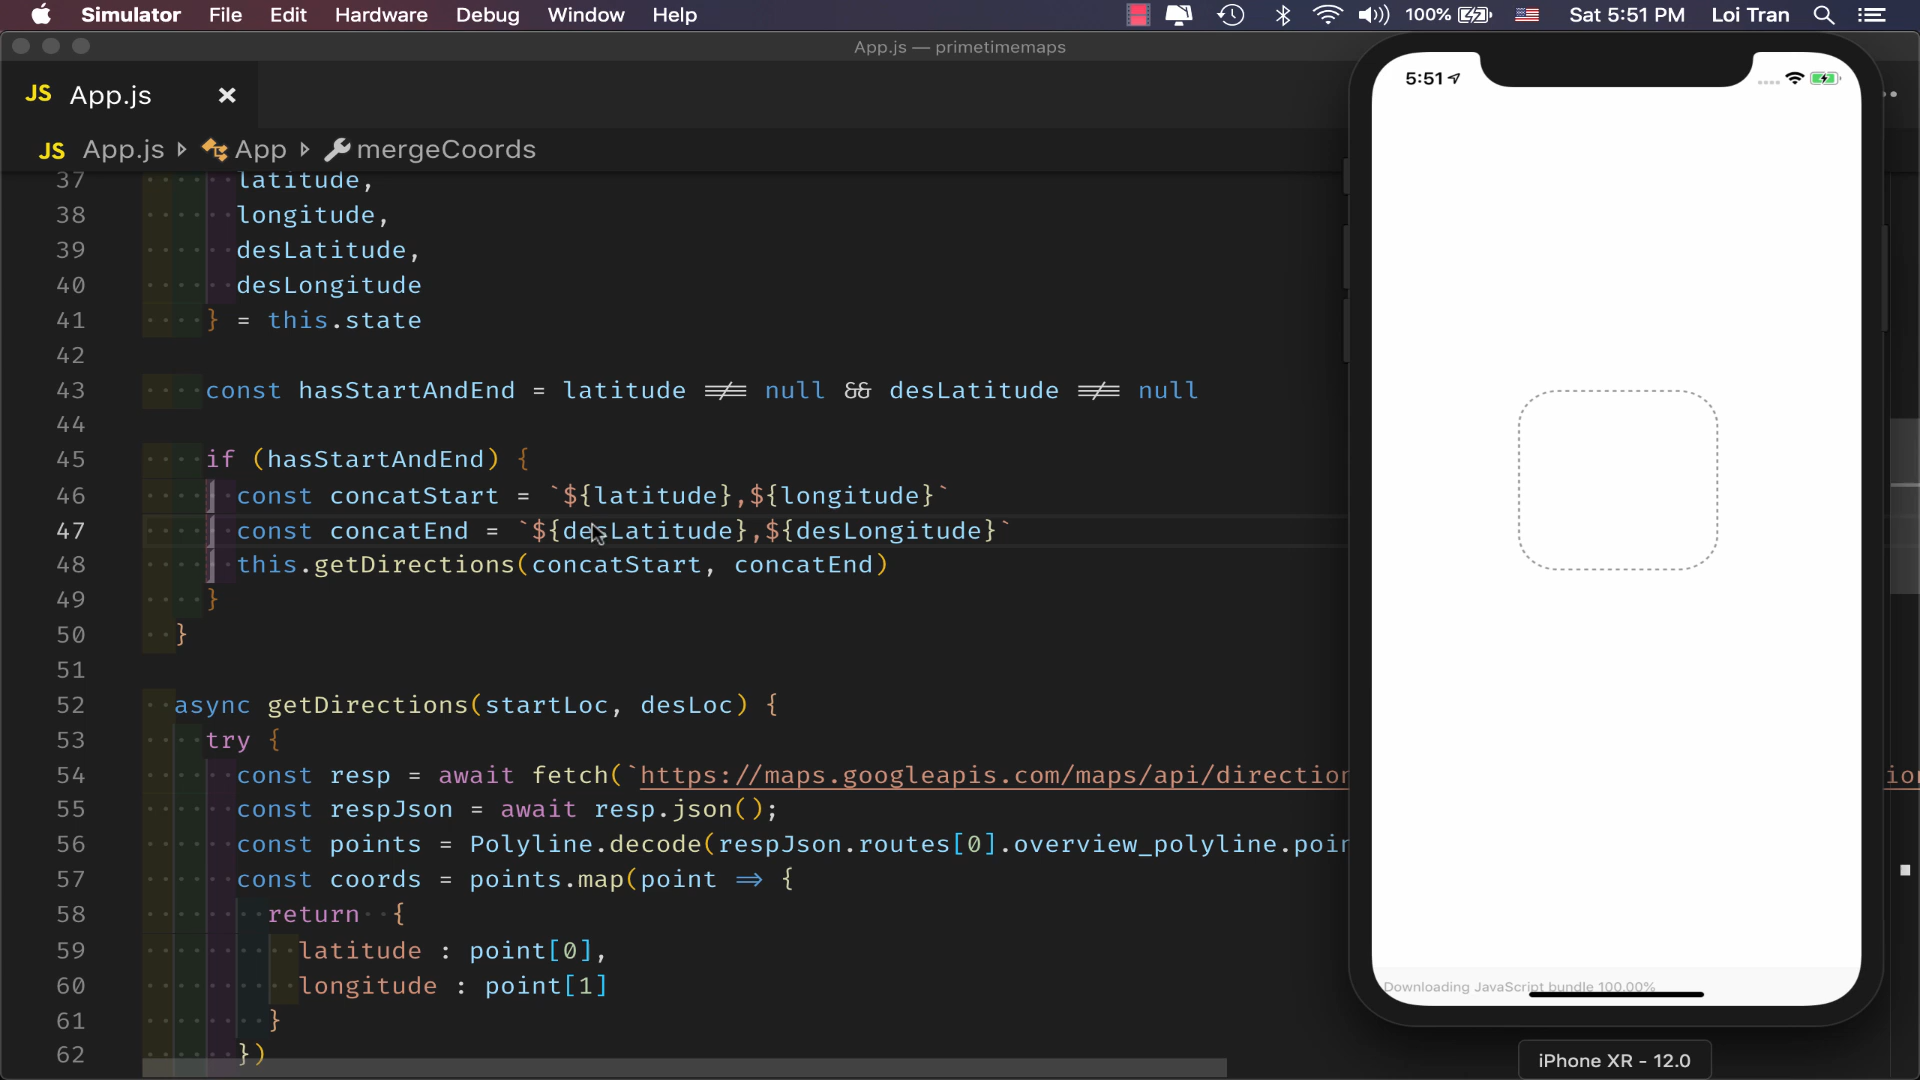 Simulator File Edit Hardware Debug Window Help 100% Sat 5:51 PM Loi Tran
App.js — primetimemaps
JS App.js
JS App.js App mergeCoords
37 latitude,
38 longitude,
39 desLatitude,
40 desLongitude
41 } = this.state
42
43 const hasStartAndEnd = latitude !== null && desLatitude !== null
44
45 if (hasStartAndEnd) {
46 const concatStart = `${latitude},${longitude}`
47 const concatEnd = `${desLatitude},${desLongitude}`
48 this.getDirections(concatStart, concatEnd)
49 }
50 }
51
52 async getDirections(startLoc, desLoc) {
53 try {
54 const resp = await fetch(`https://maps.googleapis.com/maps/api/direction
55 const respJson = await resp.json();
56 const points = Polyline.decode(respJson.routes[0].overview_polyline.poin
57 const coords = points.map(point => {
58 return {
59 latitude : point[0],
60 longitude : point[1]
61 }
62 })
5:51
Downloading JavaScript bundle 100.00%
iPhone XR - 12.0